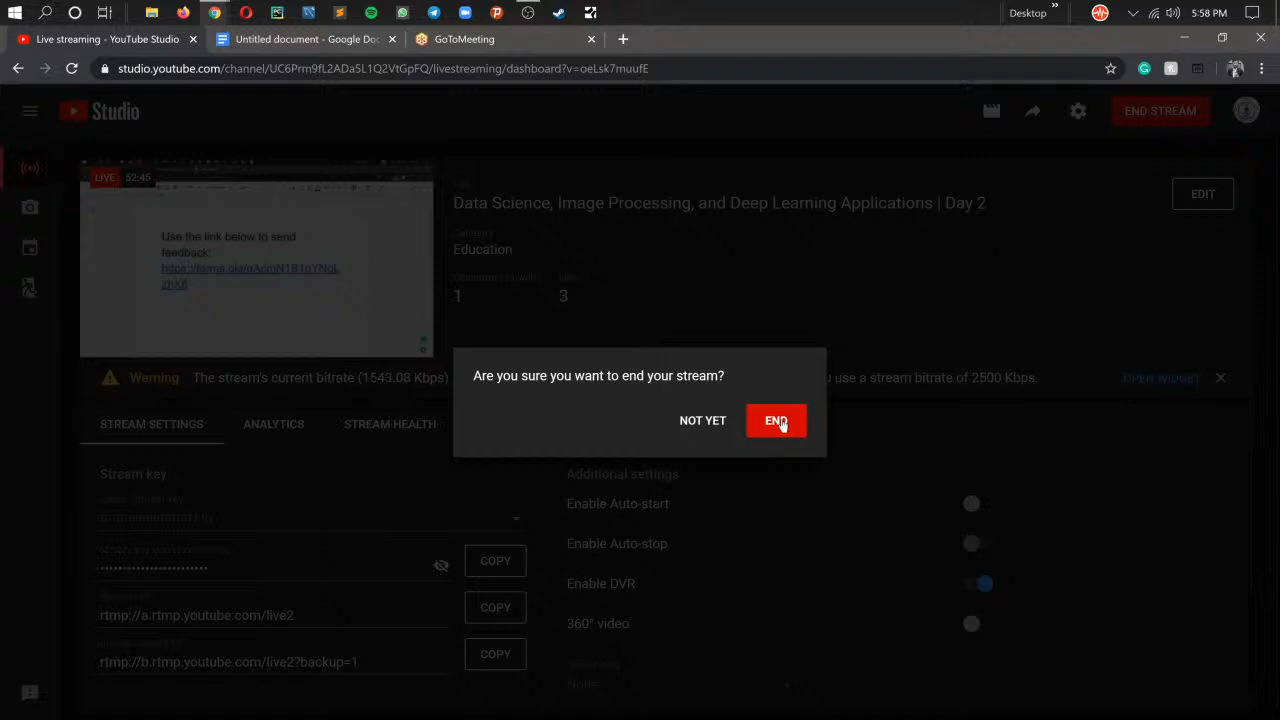 Desktop
5:58 PM
Live streaming - YouTube Studio
Untitled document - Google Doc
GoToMeeting
studio.youtube.com/channel/UC6Prm9fL2ADa5L1Q2VtGpFQ/livestreaming/dashboard?v=oeLsk7muufE
Studio
END STREAM
LIVE 52:45
Data Science, Image Processing, and Deep Learning Applications | Day 2
EDIT
Category
Education
Use the link below to send
feedback:
1
3
Warning The stream's current bitrate (1543.08 Kbps)
u use a stream bitrate of 2500 Kbps.
OPEN WIDGET
Are you sure you want to end your stream?
NOT YET
END
STREAM SETTINGS
ANALYTICS
STREAM HEALTH
Stream key
COPY
rtmp://a.rtmp.youtube.com/live2
COPY
rtmp://b.rtmp.youtube.com/live2?backup=1
COPY
Additional settings
Enable Auto-start
Enable Auto-stop
Enable DVR
360° video
None